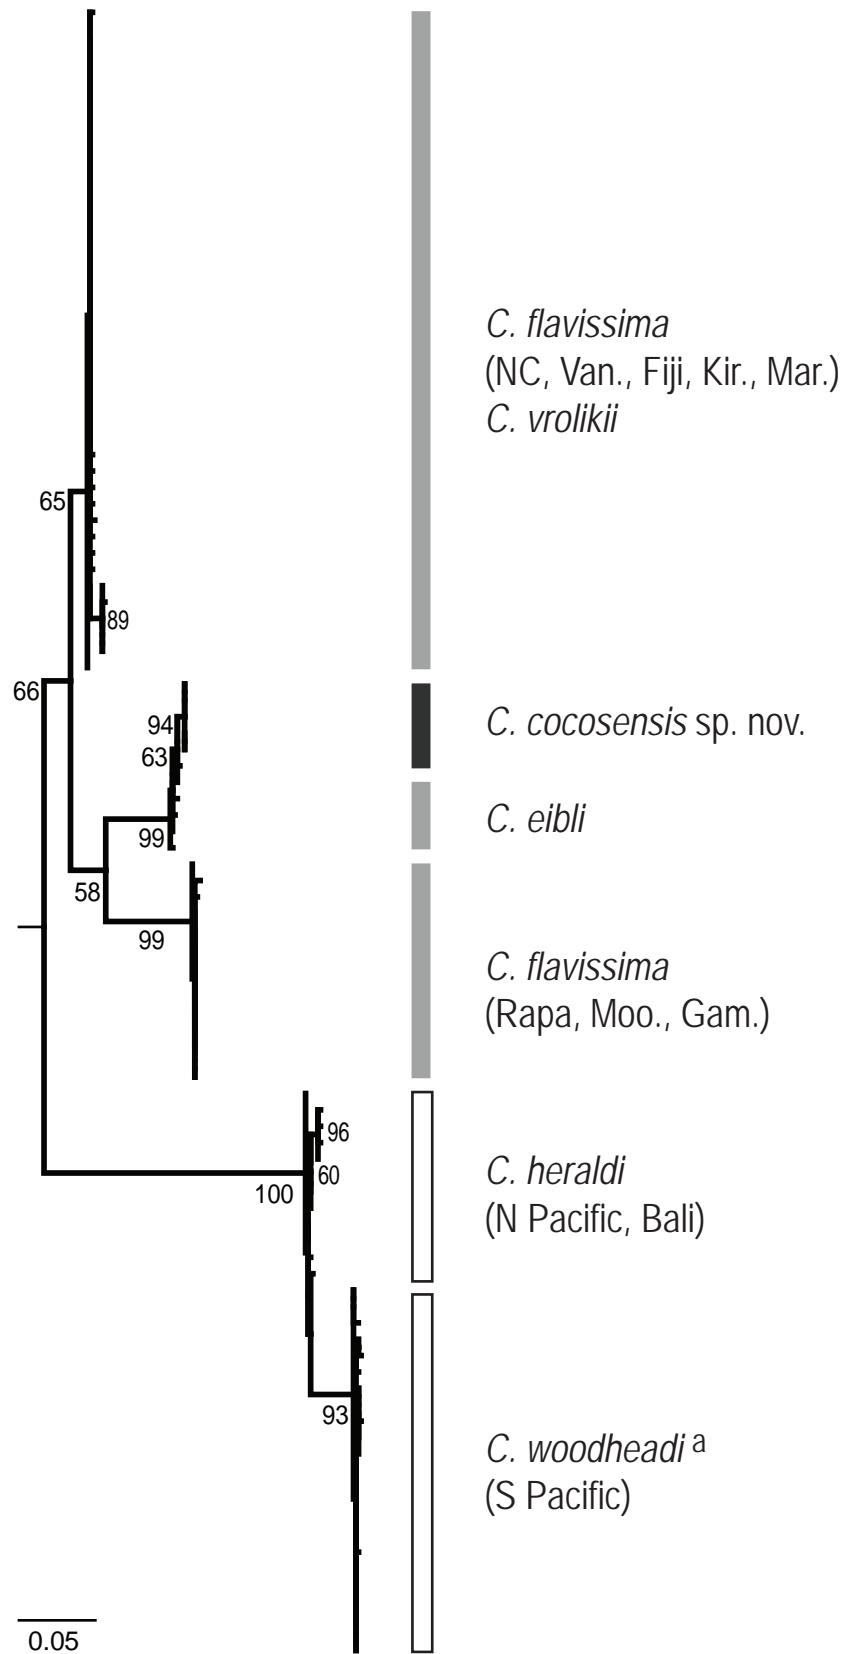 C. flavissima
(NC, Van., Fiji, Kir., Mar.)
C. vrolikii
65
89
66
94
C. cocosensis sp. nov.
63
C. eibli
99
58
99
C. flavissima
(Rapa, Moo., Gam.)
96
60
100
C. heraldi
(N Pacific, Bali)
93
C. woodheadi a
(S Pacific)
0.05